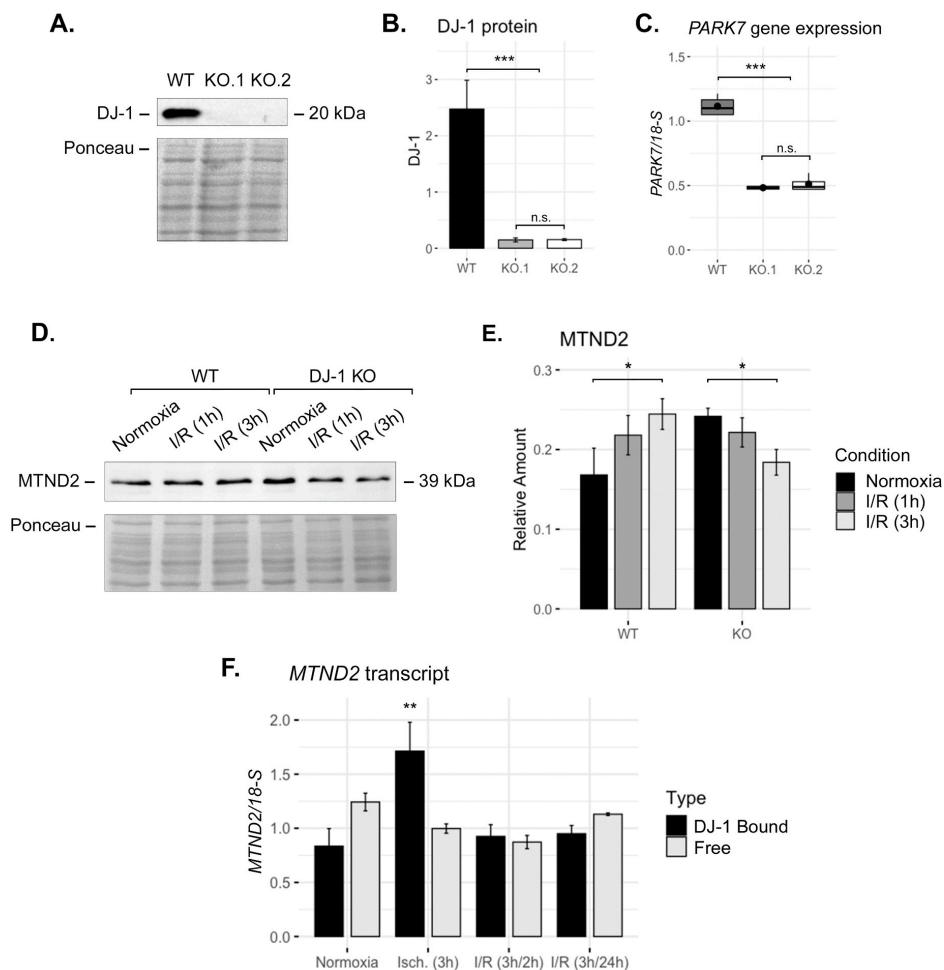 A.
WT KO.1 KO.2
DJ-1 – – 20 kDa
Ponceau –
B.
DJ-1 protein
***
3
2
1
0
DJ-1
n.s.
WT KO.1 KO.2
C.
PARK7 gene expression
***
1.5
1.0
0.5
0.0
PARK7/18-S
n.s.
WT KO.1 KO.2
D.
WT DJ-1 KO
Normoxia I/R (1h) I/R (3h) Normoxia I/R (1h) I/R (3h)
MTND2 – – 39 kDa
Ponceau –
E.
MTND2
0.3
0.2
0.1
0.0
Relative Amount
* *
WT KO
Condition
Normoxia
I/R (1h)
I/R (3h)
F.
MTND2 transcript
**
2.0
1.5
1.0
0.5
0.0
MTND2/18-S
Normoxia Isch. (3h) I/R (3h/2h) I/R (3h/24h)
Type
DJ-1 Bound
Free